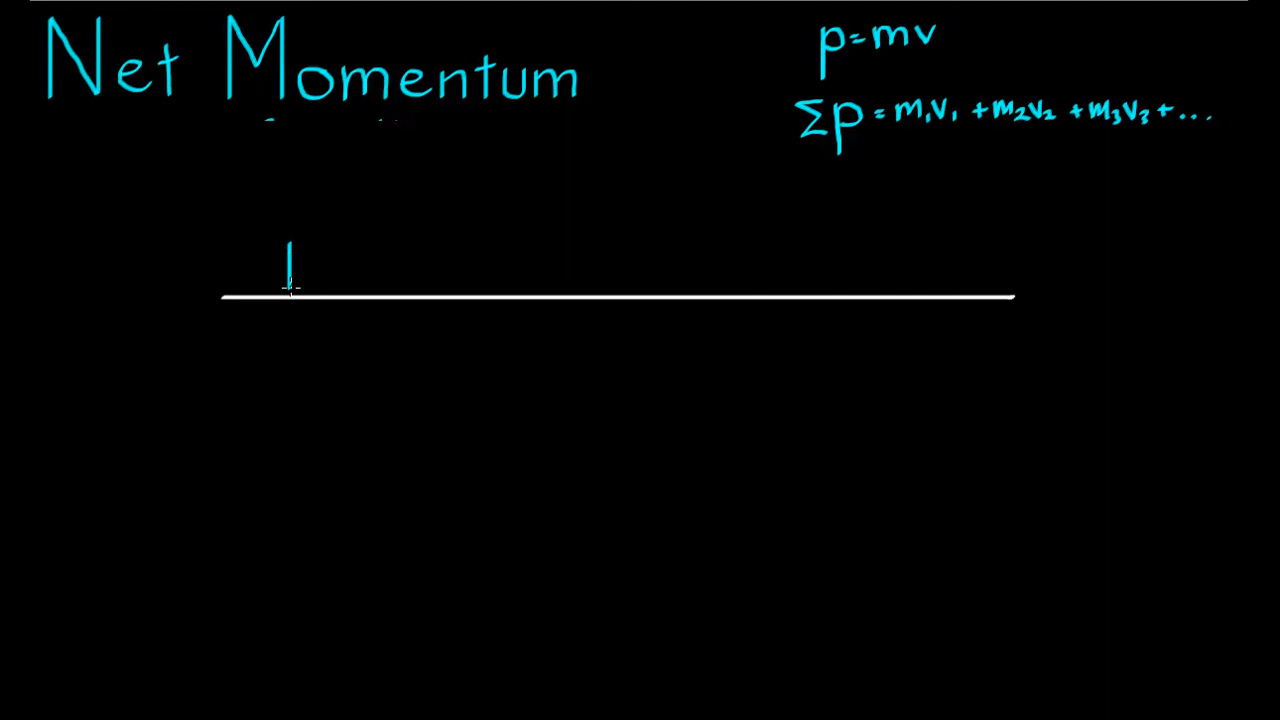 Net Momentum
p=mv
Σp = m₁v₁ + m₂v₂ + m₃v₃ + ...